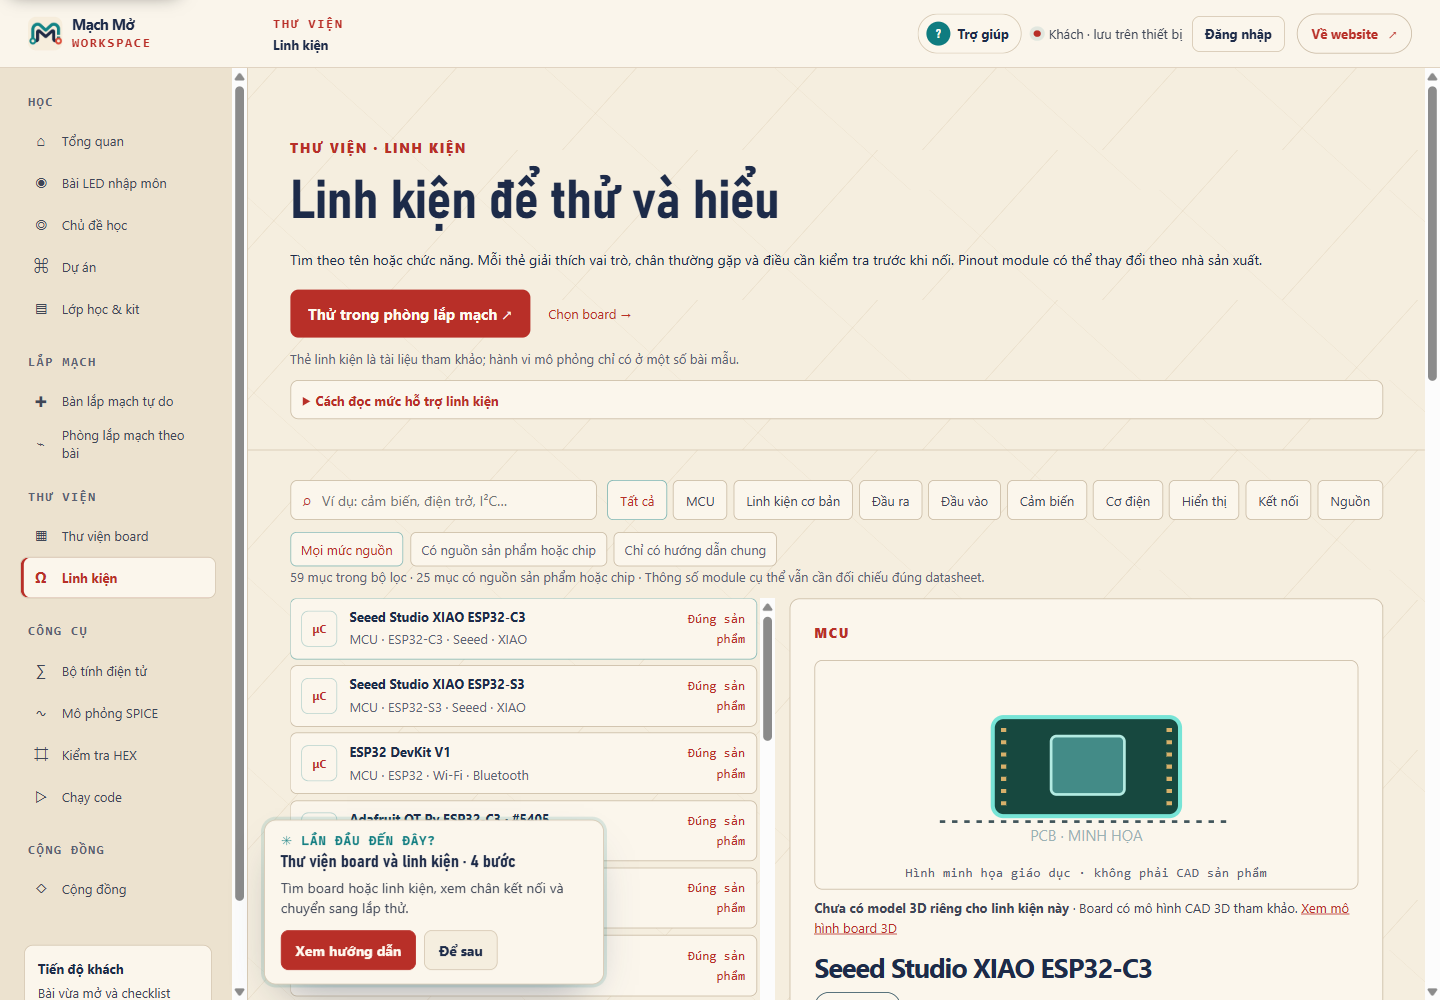 Mạch Mở
WORKSPACE
THƯ VIỆN
Linh kiện
? Trợ giúp
Khách · lưu trên thiết bị
Đăng nhập
Về website ↗
HỌC
Tổng quan
Bài LED nhập môn
Chủ đề học
Dự án
Lớp học & kit
LẮP MẠCH
Bàn lắp mạch tự do
Phòng lắp mạch theo
bài
THƯ VIỆN
Thư viện board
Ω Linh kiện
CÔNG CỤ
∑ Bộ tính điện tử
∿ Mô phỏng SPICE
Kiểm tra HEX
▷ Chạy code
CỘNG ĐỒNG
◇ Cộng đồng
Tiến độ khách
Bài vừa mở và checklist
THƯ VIỆN · LINH KIỆN
Linh kiện để thử và hiểu
Tìm theo tên hoặc chức năng. Mỗi thẻ giải thích vai trò, chân thường gặp và điều cần kiểm tra trước khi nối. Pinout module có thể thay đổi theo nhà sản xuất.
Thử trong phòng lắp mạch ↗
Chọn board →
Thẻ linh kiện là tài liệu tham khảo; hành vi mô phỏng chỉ có ở một số bài mẫu.
▶ Cách đọc mức hỗ trợ linh kiện
Ví dụ: cảm biến, điện trở, I²C...
Tất cả
MCU
Linh kiện cơ bản
Đầu ra
Đầu vào
Cảm biến
Cơ điện
Hiển thị
Kết nối
Nguồn
Mọi mức nguồn
Có nguồn sản phẩm hoặc chip
Chỉ có hướng dẫn chung
59 mục trong bộ lọc · 25 mục có nguồn sản phẩm hoặc chip · Thông số module cụ thể vẫn cần đối chiếu đúng datasheet.
µC
Seeed Studio XIAO ESP32-C3
MCU · ESP32-C3 · Seeed · XIAO
Đúng sản
phẩm
µC
Seeed Studio XIAO ESP32-S3
MCU · ESP32-S3 · Seeed · XIAO
Đúng sản
phẩm
µC
ESP32 DevKit V1
MCU · ESP32 · Wi-Fi · Bluetooth
Đúng sản
phẩm
Adafruit QT Py ESP32-C3 · #5405
Đúng sản
phẩm
Đúng sản
phẩm
Đúng sản
phẩm
✳ LẦN ĐẦU ĐẾN ĐÂY?
Thư viện board và linh kiện · 4 bước
Tìm board hoặc linh kiện, xem chân kết nối và
chuyển sang lắp thử.
Xem hướng dẫn
Để sau
MCU
PCB · MINH HỌA
Hình minh họa giáo dục · không phải CAD sản phẩm
Chưa có model 3D riêng cho linh kiện này · Board có mô hình CAD 3D tham khảo. Xem mô
hình board 3D
Seeed Studio XIAO ESP32-C3